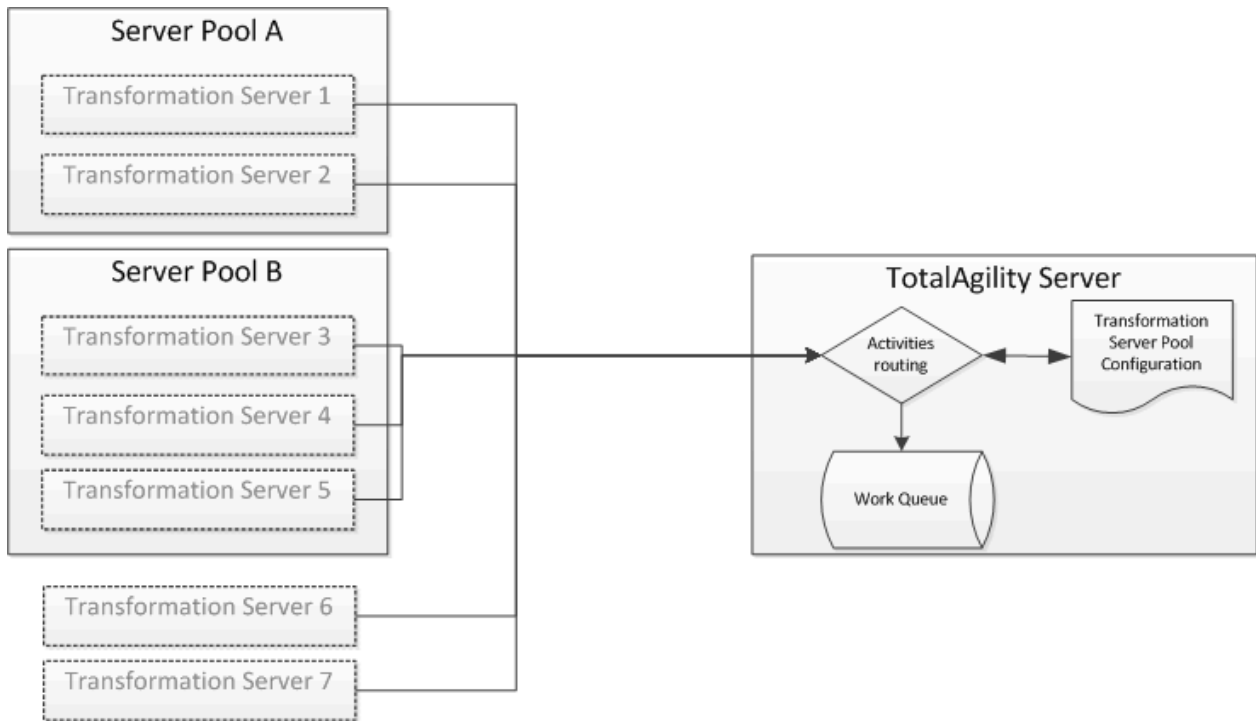 Server Pool A
Transformation Server 1
Transformation Server 2
Server Pool B
Transformation Server 3
Transformation Server 4
Transformation Server 5
Transformation Server 6
Transformation Server 7
TotalAgility Server
Activities
routing
Transformation
Server Pool
Configuration
Work Queue